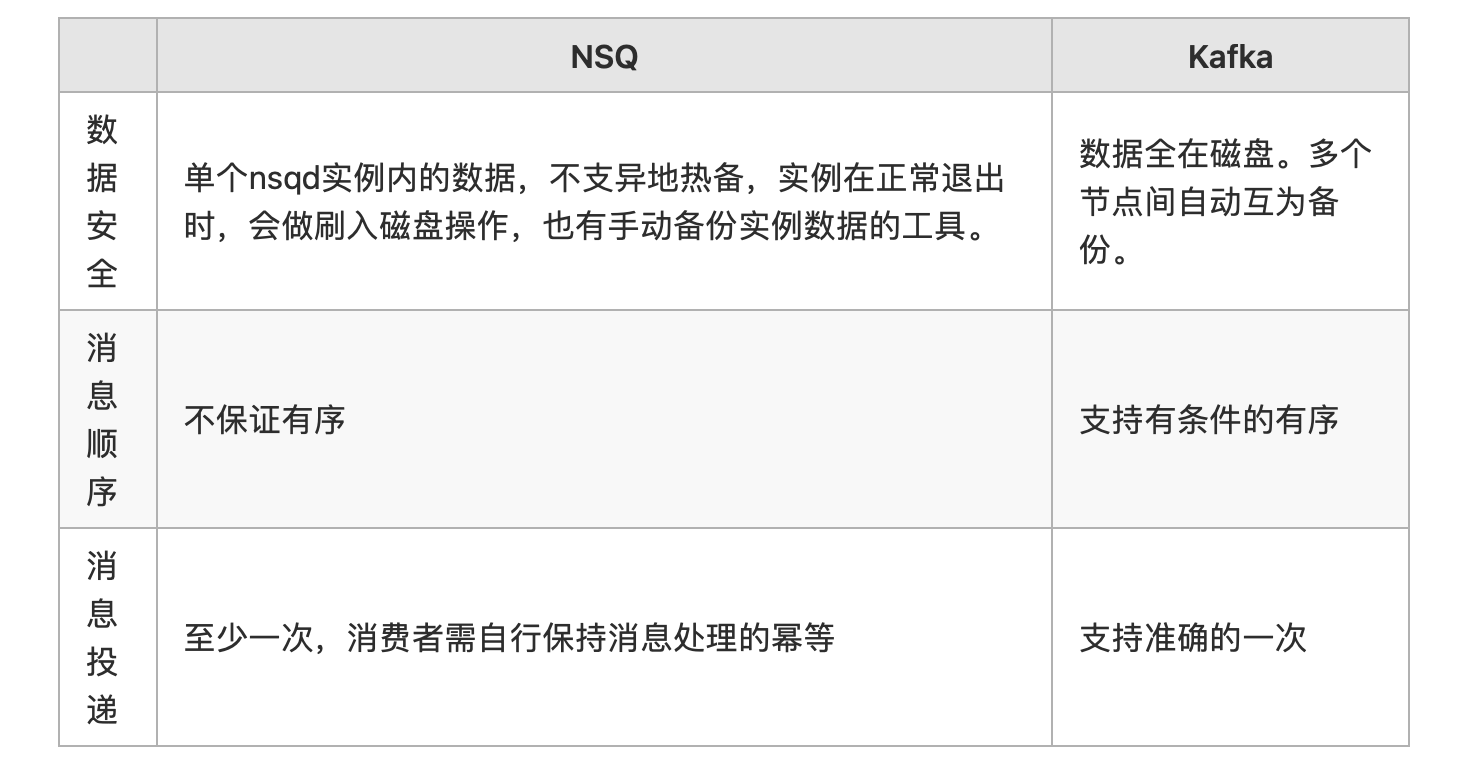 NSQ
Kafka
数
据
安
全
单个nsqd实例内的数据，不支异地热备，实例在正常退出
时，会做刷入磁盘操作，也有手动备份实例数据的工具。
数据全在磁盘。多个
节点间自动互为备
份。
消
息
顺
序
不保证有序
支持有条件的有序
消
息
投
递
至少一次，消费者需自行保持消息处理的幂等
支持准确的一次